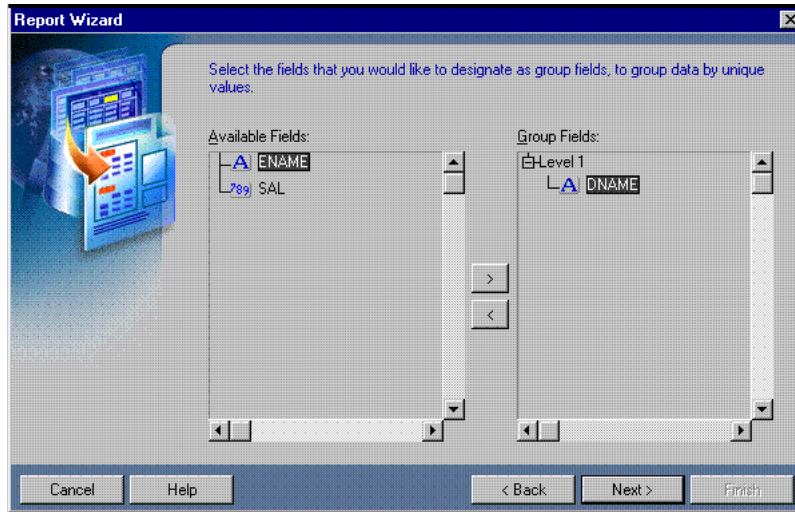 Report Wizard
Select the fields that you would like to designate as group fields, to group data by unique
values.
Available Fields:
Group Fields:
A ENAME
789 SAL
Level 1
A DNAME
>
<
Cancel
Help
< Back
Next >
Finish